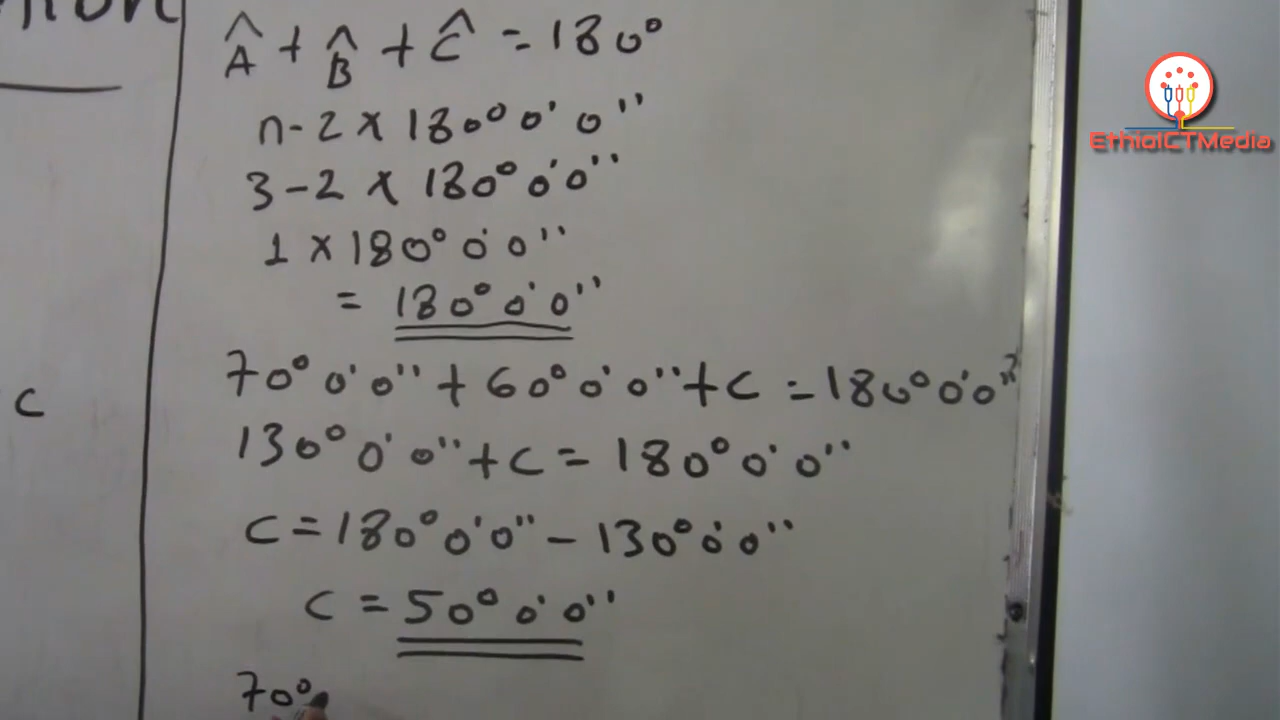 Â + B̂ + Ĉ = 180°
n-2 × 180° 0' 0''
3-2 × 180° 0' 0''
1 × 180° 0' 0''
= 180° 0' 0''
70° 0' 0'' + 60° 0' 0'' + C = 180° 0' 0''
130° 0' 0'' + C = 180° 0' 0''
C = 180° 0' 0'' - 130° 0' 0''
C = 50° 0' 0''
70°
C
EthioICTMedia